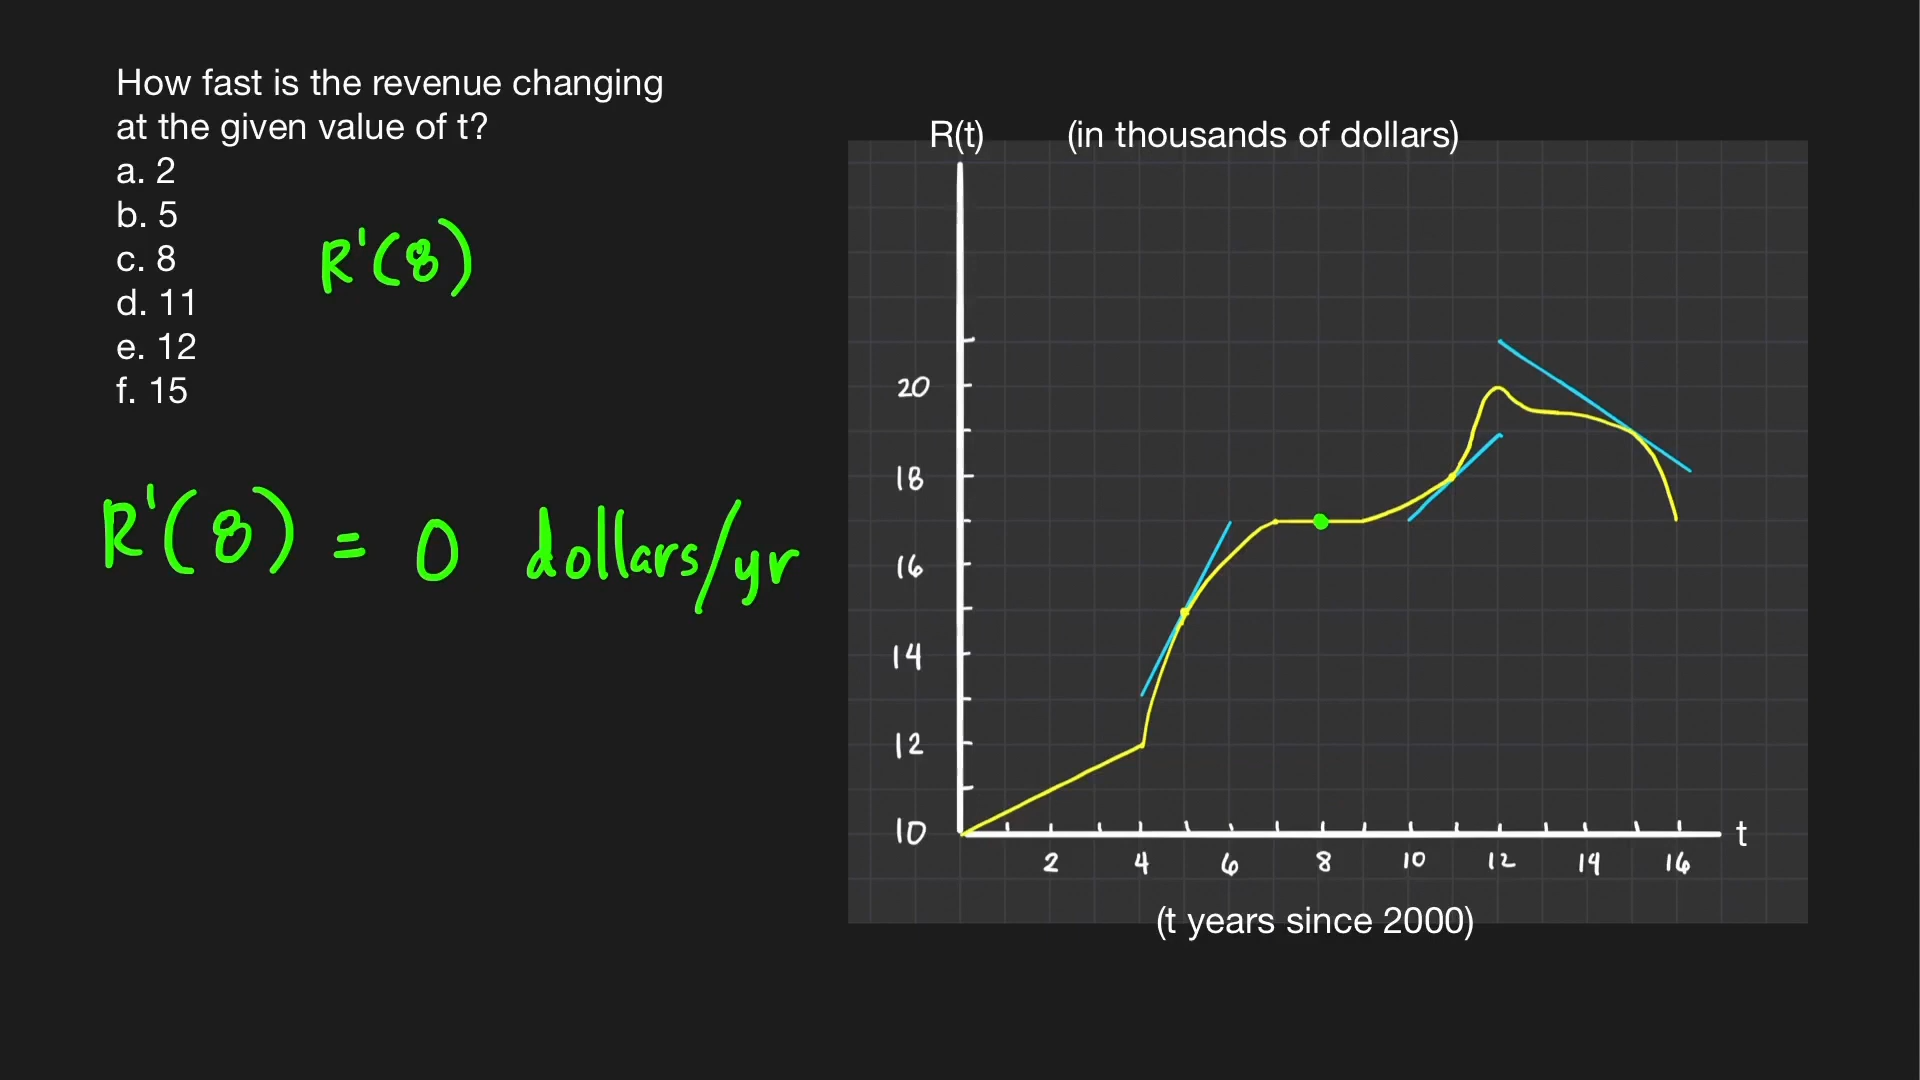 How fast is the revenue changing
at the given value of t?
a. 2
b. 5
c. 8
d. 11
e. 12
f. 15
R'(8)
R'(8) = 0 dollars/yr
R(t) (in thousands of dollars)
20
18
16
14
12
10
t
2 4 6 8 10 12 14 16
(t years since 2000)